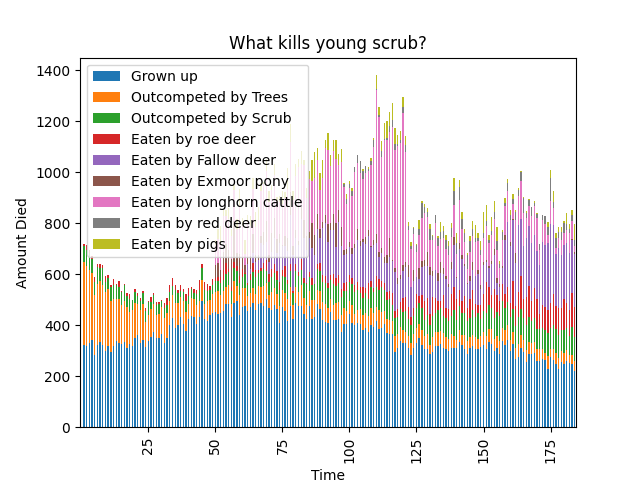 What kills young scrub?
Amount Died
1400
1200
1000
800
600
400
200
0
Grown up
Outcompeted by Trees
Outcompeted by Scrub
Eaten by roe deer
Eaten by Fallow deer
Eaten by Exmoor pony
Eaten by longhorn cattle
Eaten by red deer
Eaten by pigs
25
50
75
100
125
150
175
Time